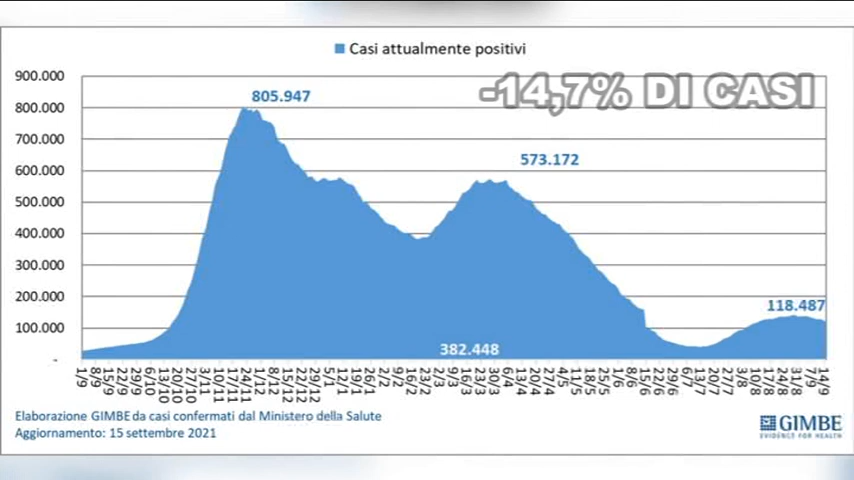 Casi attualmente positivi
-14,7% DI CASI
900.000
800.000
700.000
600.000
500.000
400.000
300.000
200.000
100.000
-
805.947
573.172
382.448
118.487
1/9 8/9 15/9 22/9 29/9 6/10 13/10 20/10 27/10 3/11 10/11 17/11 24/11 1/12 8/12 15/12 22/12 29/12 5/1 12/1 19/1 26/1 2/2 9/2 16/2 23/2 2/3 9/3 16/3 23/3 30/3 6/4 13/4 20/4 27/4 4/5 11/5 18/5 25/5 1/6 8/6 15/6 22/6 29/6 6/7 13/7 20/7 27/7 3/8 10/8 17/8 24/8 31/8 7/9 14/9
Elaborazione GIMBE da casi confermati dal Ministero della Salute
Aggiornamento: 15 settembre 2021
GIMBE
EVIDENCE FOR HEALTH